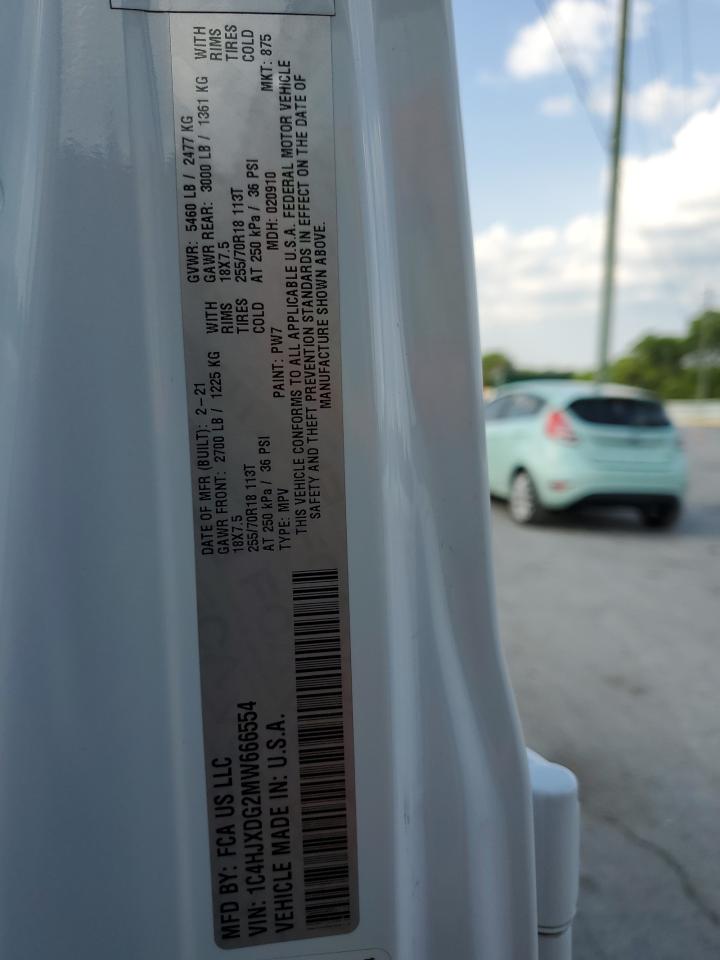 MFD BY: FCA US LLC
VIN: 1C4HJXDG2MW666554
VEHICLE MADE IN: U.S.A.
DATE OF MFR (BUILT): 2-21
GAWR FRONT: 2700 LB / 1225 KG WITH
18X7.5 RIMS
255/70R18 113T TIRES
AT 250 kPa / 36 PSI COLD
TYPE: MPV PAINT: PW7
GVWR: 5460 LB / 2477 KG
GAWR REAR: 3000 LB / 1361 KG WITH
18X7.5 RIMS
255/70R18 113T TIRES
AT 250 kPa / 36 PSI COLD
MDH: 020910 MKT: 875
THIS VEHICLE CONFORMS TO ALL APPLICABLE U.S.A. FEDERAL MOTOR VEHICLE
SAFETY AND THEFT PREVENTION STANDARDS IN EFFECT ON THE DATE OF
MANUFACTURE SHOWN ABOVE.